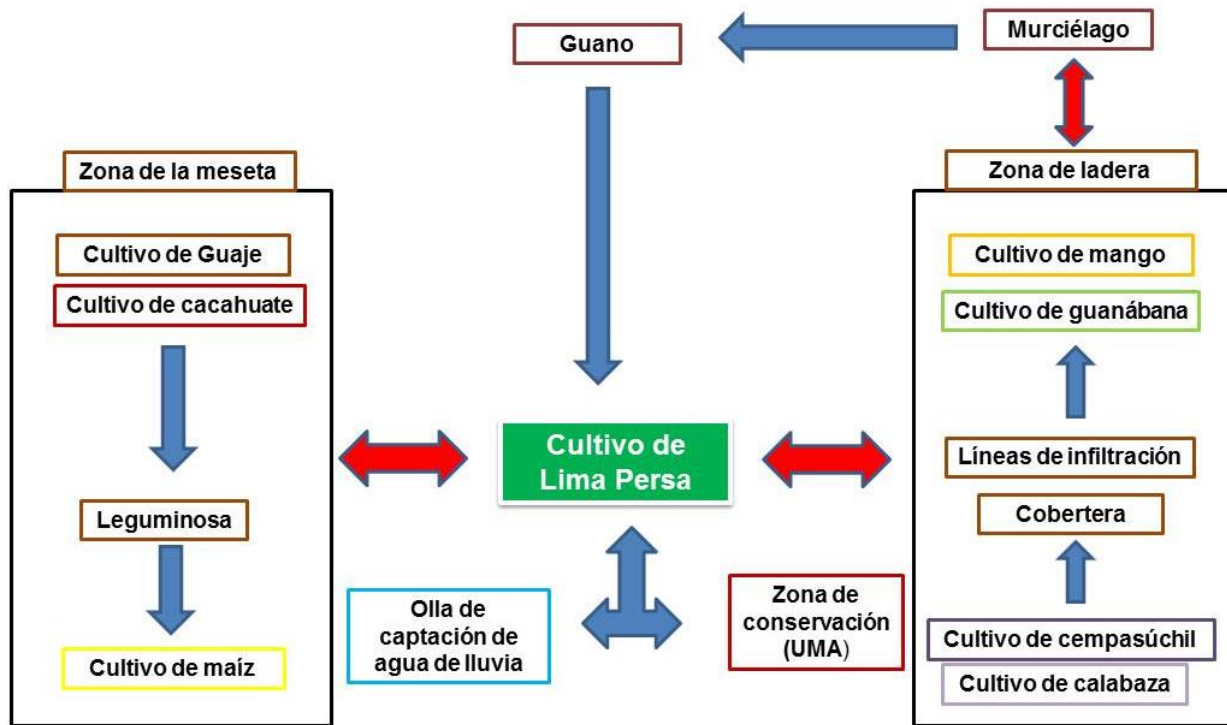 Guano
Murciélago
Zona de la meseta
Cultivo de Guaje
Cultivo de cacahuate
Leguminosa
Cultivo de maíz
Cultivo de
Lima Persa
Olla de
captación de
agua de lluvia
Zona de
conservación
(UMA)
Zona de ladera
Cultivo de mango
Cultivo de guanábana
Líneas de infiltración
Cobertera
Cultivo de cempasúchil
Cultivo de calabaza